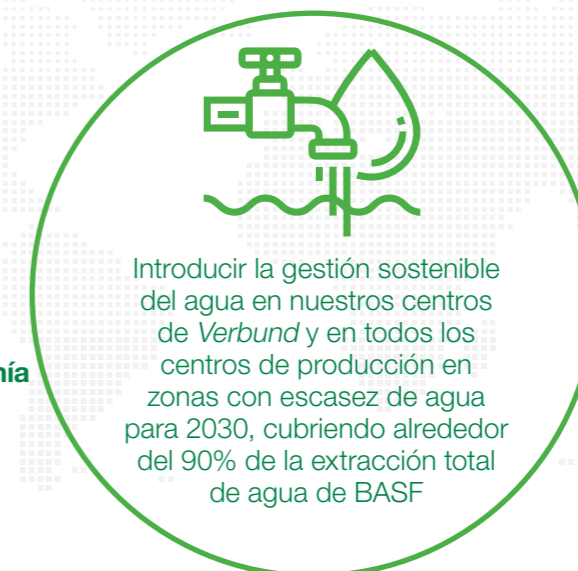 Introducir la gestión sostenible
del agua en nuestros centros
de Verbund y en todos los
centros de producción en
nía
zonas con escasez de agua
para 2030, cubriendo alrededor
del 90% de la extracción total
de agua de BASF